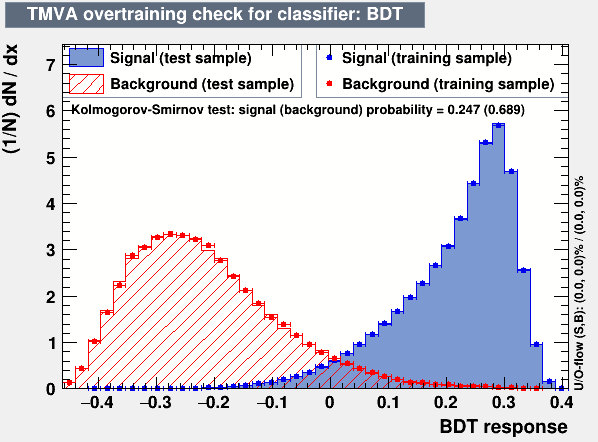 TMVA overtraining check for classifier: BDT
(1/N) dN / dx
Signal (test sample)
Background (test sample)
Signal (training sample)
Background (training sample)
Kolmogorov-Smirnov test: signal (background) probability = 0.247 (0.689)
7
6
5
4
3
2
1
0
−0.4 −0.3 −0.2 −0.1 0 0.1 0.2 0.3 0.4
BDT response
U/O-flow (S,B): (0.0, 0.0)% / (0.0, 0.0)%